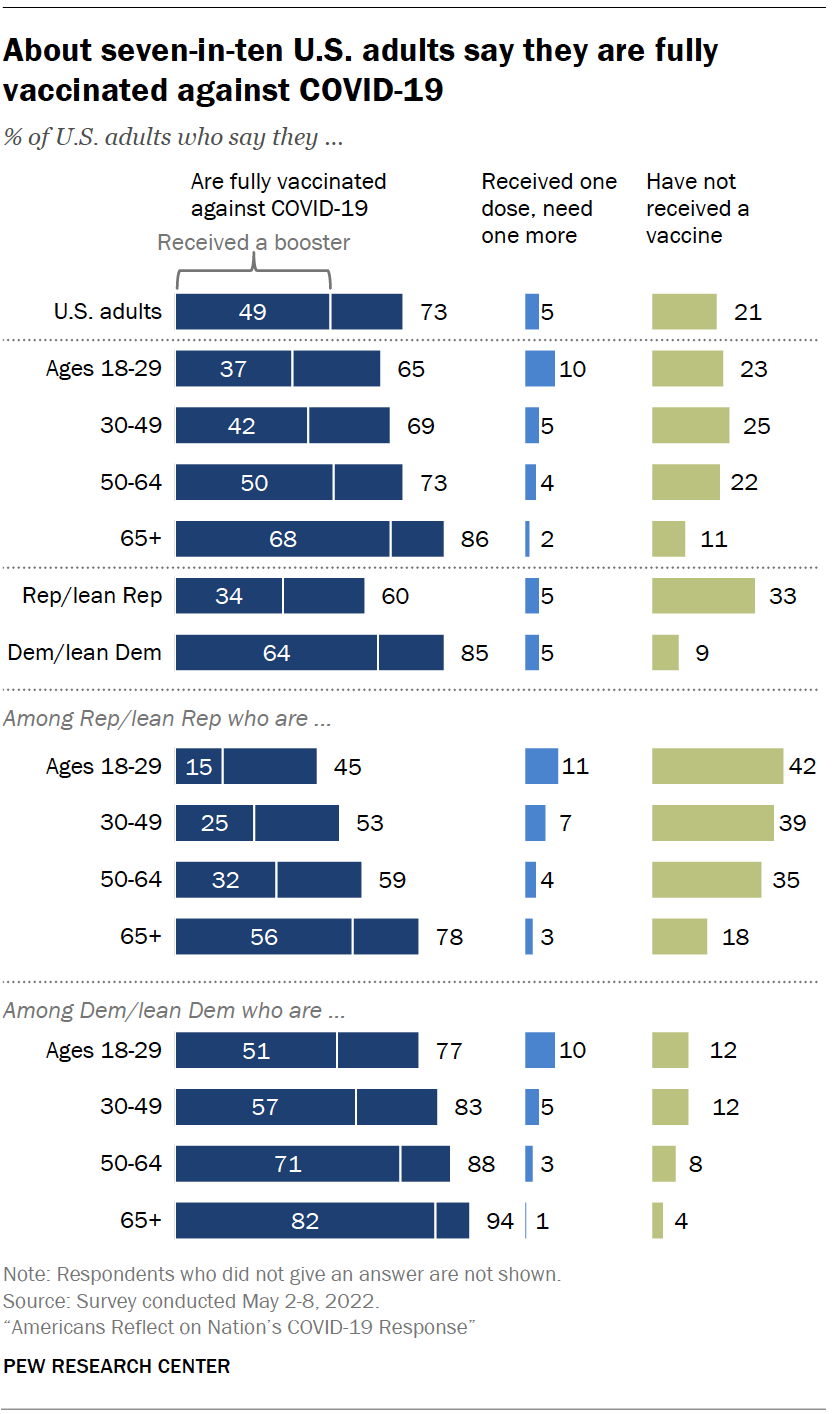 About seven-in-ten U.S. adults say they are fully
vaccinated against COVID-19
% of U.S. adults who say they ...
Are fully vaccinated
against COVID-19
Received one
dose, need
one more
Have not
received a
vaccine
Received a booster
U.S. adults 49 73 5 21
Ages 18-29 37 65 10 23
30-49 42 69 5 25
50-64 50 73 4 22
65+ 68 86 2 11
Rep/lean Rep 34 60 5 33
Dem/lean Dem 64 85 5 9
Among Rep/lean Rep who are ...
Ages 18-29 15 45 11 42
30-49 25 53 7 39
50-64 32 59 4 35
65+ 56 78 3 18
Among Dem/lean Dem who are ...
Ages 18-29 51 77 10 12
30-49 57 83 5 12
50-64 71 88 3 8
65+ 82 94 1 4
Note: Respondents who did not give an answer are not shown.
Source: Survey conducted May 2-8, 2022.
“Americans Reflect on Nation’s COVID-19 Response”
PEW RESEARCH CENTER